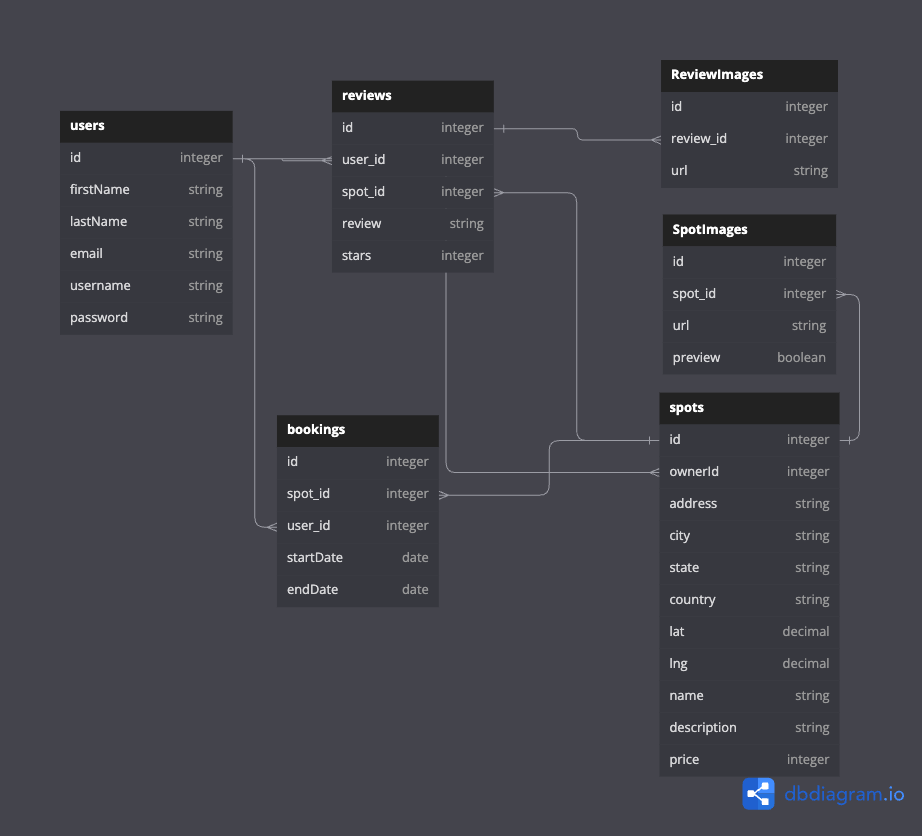 users
id integer
firstName string
lastName string
email string
username string
password string
reviews
id integer
user_id integer
spot_id integer
review string
stars integer
ReviewImages
id integer
review_id integer
url string
SpotImages
id integer
spot_id integer
url string
preview boolean
bookings
id integer
spot_id integer
user_id integer
startDate date
endDate date
spots
id integer
ownerId integer
address string
city string
state string
country string
lat decimal
lng decimal
name string
description string
price integer
dbdiagram.io